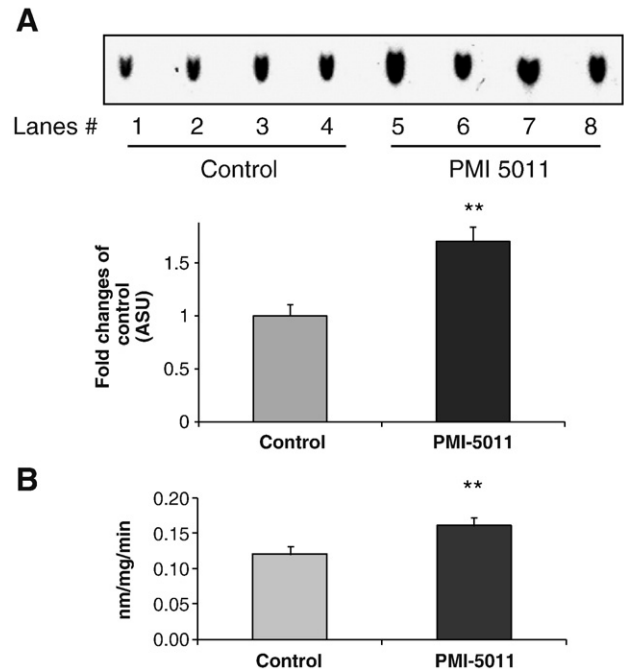 A
Lanes # 1 2 3 4 5 6 7 8
Control PMI 5011
**
Fold changes of
control
(ASU)
1.5
1
0.5
0
Control PMI-5011
B
**
nm/mg/min
0.20
0.15
0.10
0.05
0.00
Control PMI-5011